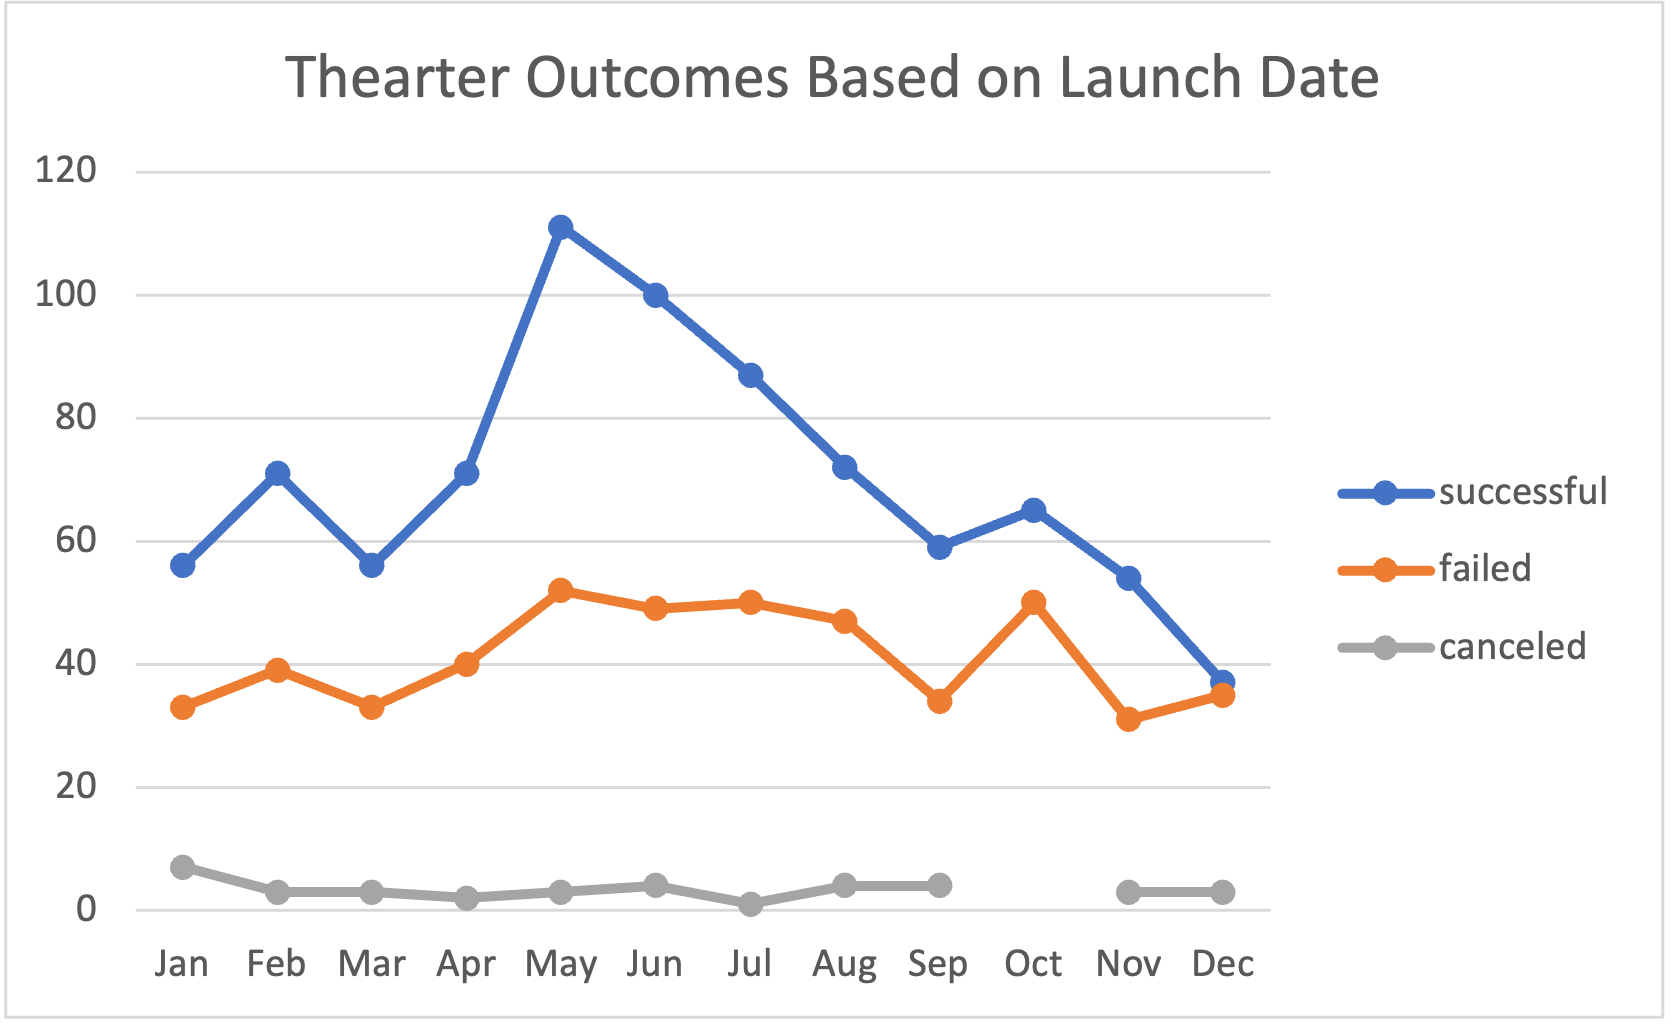 Thearter Outcomes Based on Launch Date
120
100
80
60
40
20
0
Jan Feb Mar Apr May Jun Jul Aug Sep Oct Nov Dec
successful
failed
canceled